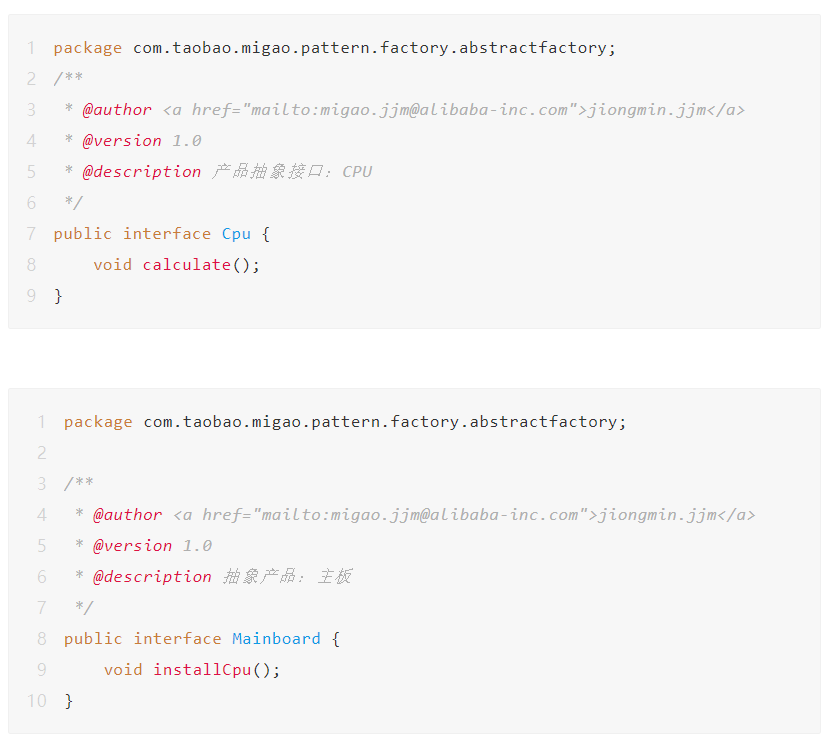 1 package com.taobao.migao.pattern.factory.abstractfactory;
2 /**
3  * @author <a href="mailto:migao.jjm@alibaba-inc.com">jiongmin.jjm</a>
4  * @version 1.0
5  * @description 产品抽象接口：CPU
6  */
7 public interface Cpu {
8     void calculate();
9 }
1 package com.taobao.migao.pattern.factory.abstractfactory;
2
3 /**
4  * @author <a href="mailto:migao.jjm@alibaba-inc.com">jiongmin.jjm</a>
5  * @version 1.0
6  * @description 抽象产品：主板
7  */
8 public interface Mainboard {
9     void installCpu();
10 }